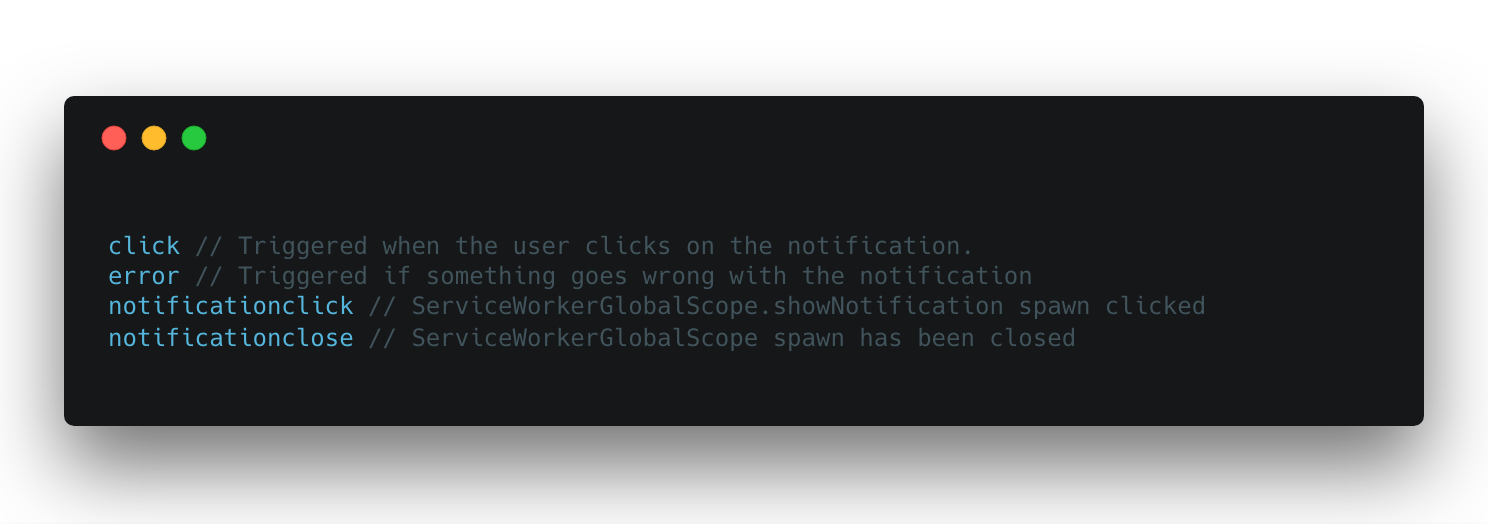 click // Triggered when the user clicks on the notification.
error // Triggered if something goes wrong with the notification
notificationclick // ServiceWorkerGlobalScope.showNotification spawn clicked
notificationclose // ServiceWorkerGlobalScope spawn has been closed